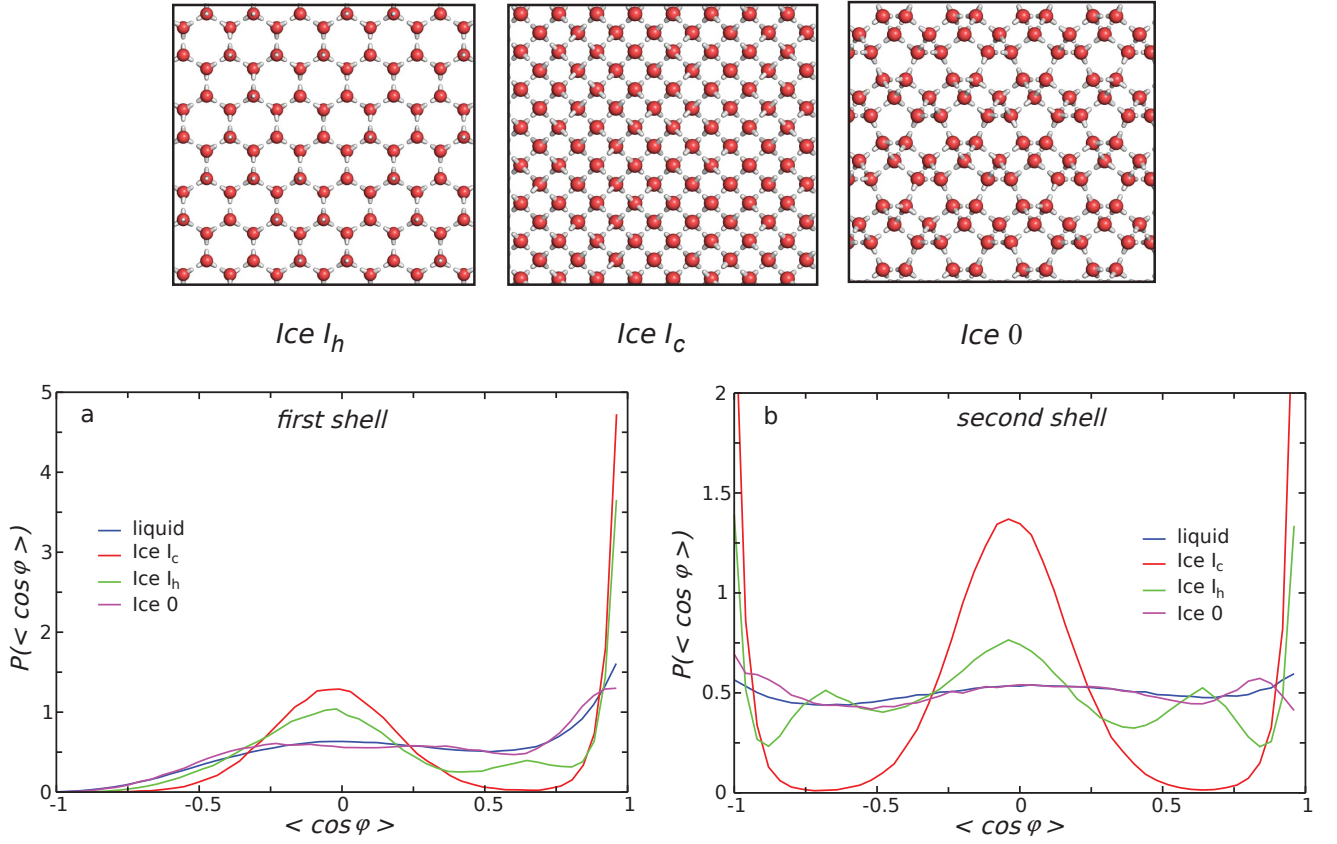 Ice I_h Ice I_c Ice 0
a first shell
P(< cos φ >)
5
4
3
2
1
0
liquid
Ice I_c
Ice I_h
Ice 0
-1 -0.5 0 0.5 1
< cos φ >
b second shell
P(< cos φ >)
2
1.5
1
0.5
0
liquid
Ice I_c
Ice I_h
Ice 0
-1 -0.5 0 0.5 1
< cos φ >